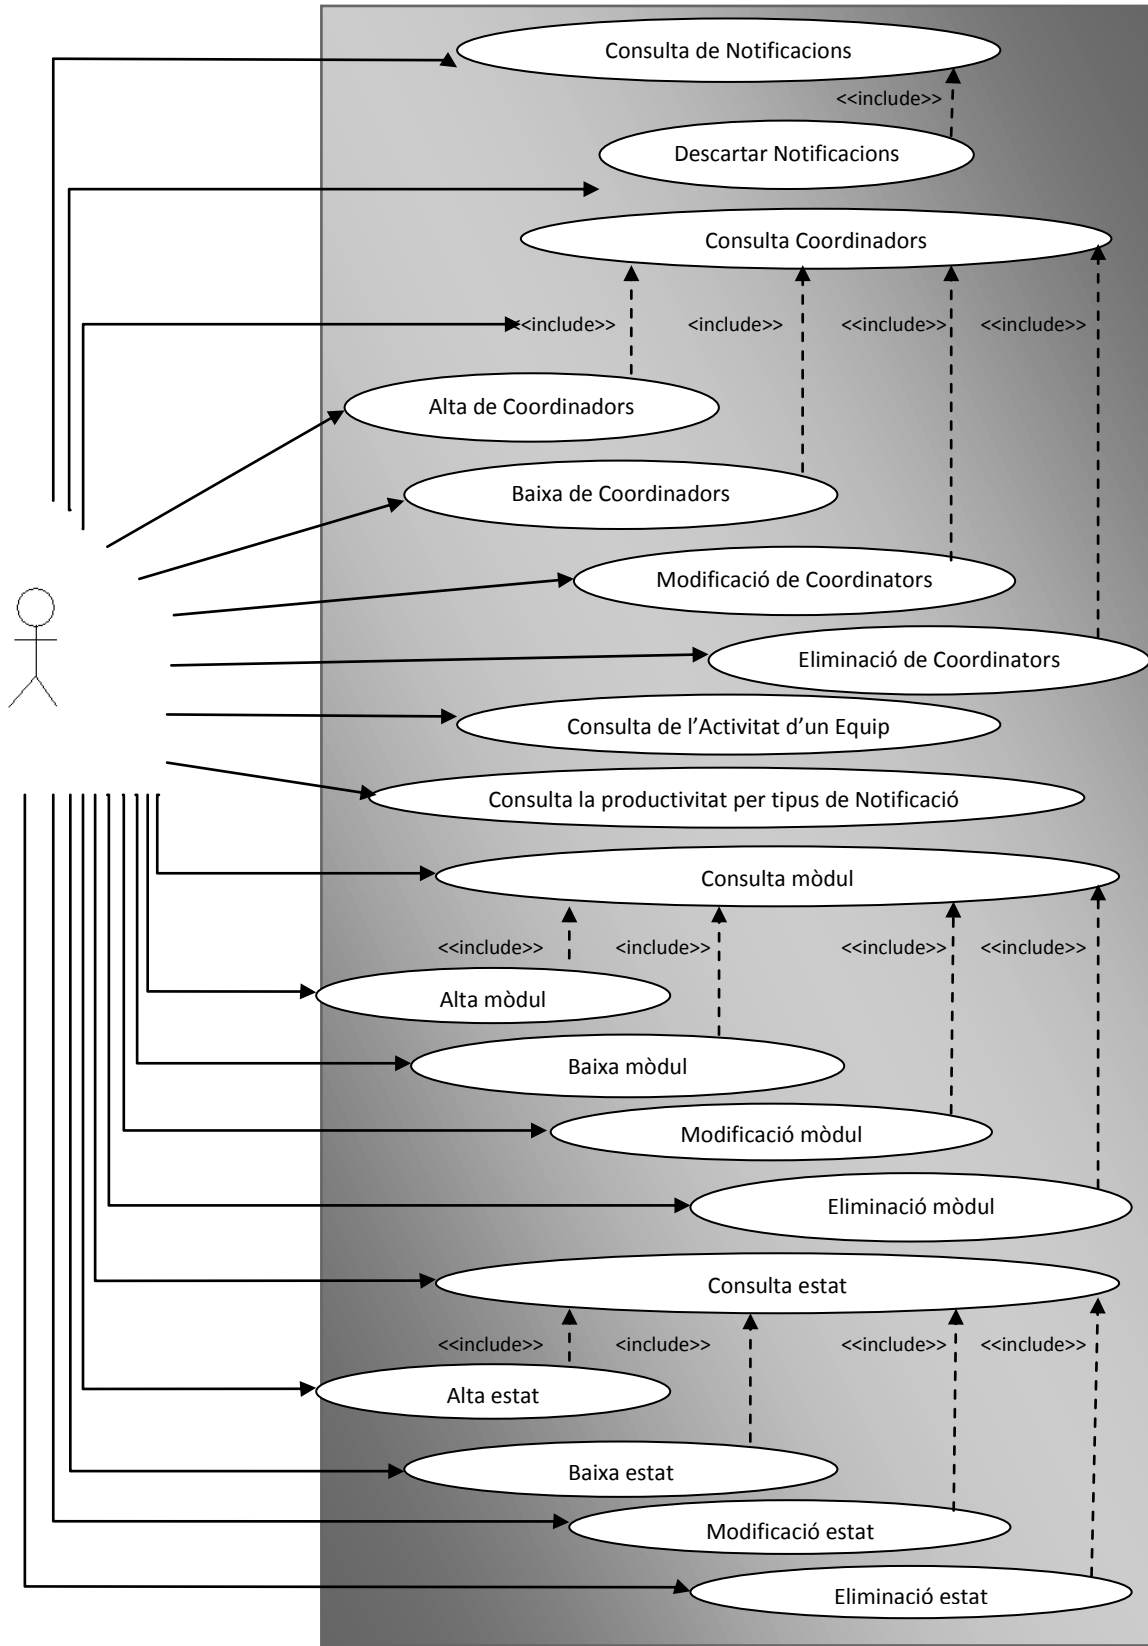 Consulta de Notificacions
<<include>>
Descartar Notificacions
Consulta Coordinadors
<<include>> <include>> <<include>> <<include>>
Alta de Coordinadors
Baixa de Coordinadors
Modificació de Coordinators
Eliminació de Coordinators
Consulta de l’Activitat d’un Equip
Consulta la productivitat per tipus de Notificació
Consulta mòdul
<<include>> <include>> <<include>> <<include>>
Alta mòdul
Baixa mòdul
Modificació mòdul
Eliminació mòdul
Consulta estat
<<include>> <include>> <<include>> <<include>>
Alta estat
Baixa estat
Modificació estat
Eliminació estat